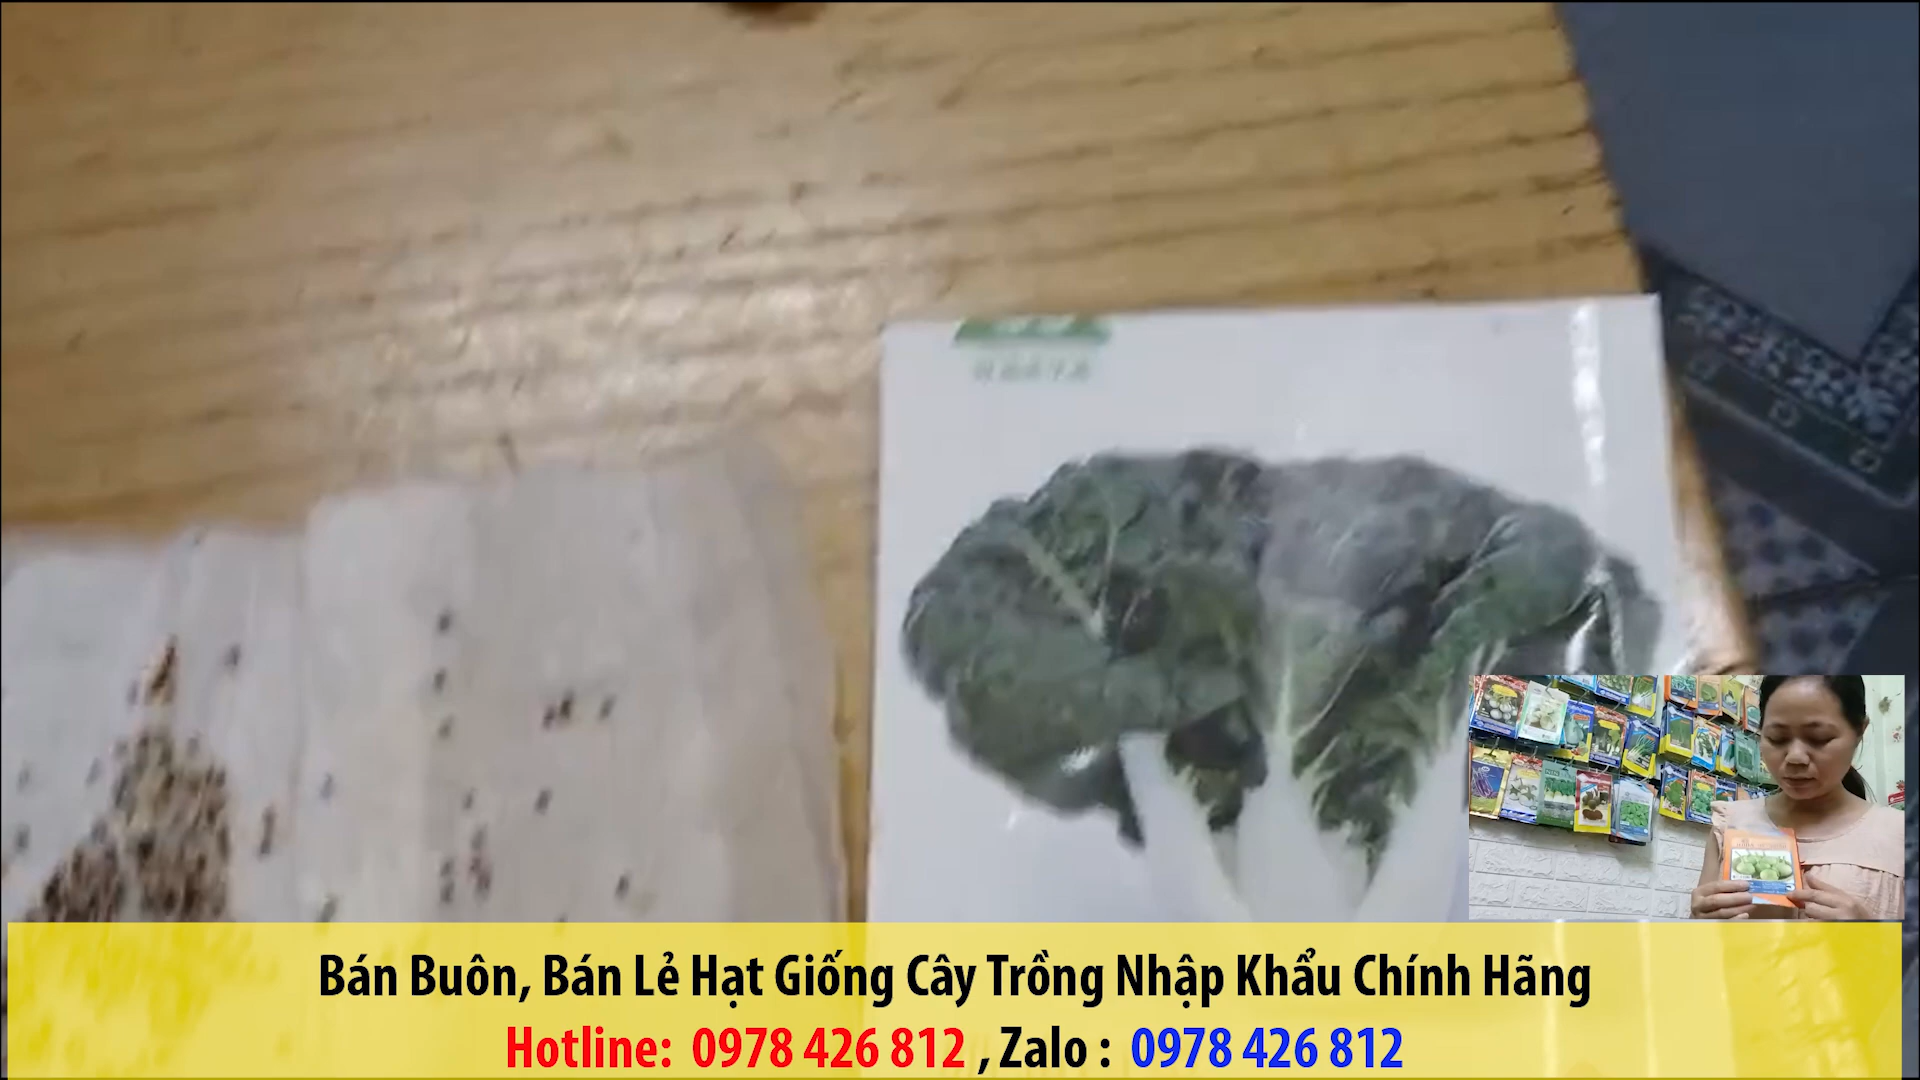 Bán Buôn, Bán Lẻ Hạt Giống Cây Trồng Nhập Khẩu Chính Hãng
Hotline: 0978 426 812 , Zalo : 0978 426 812